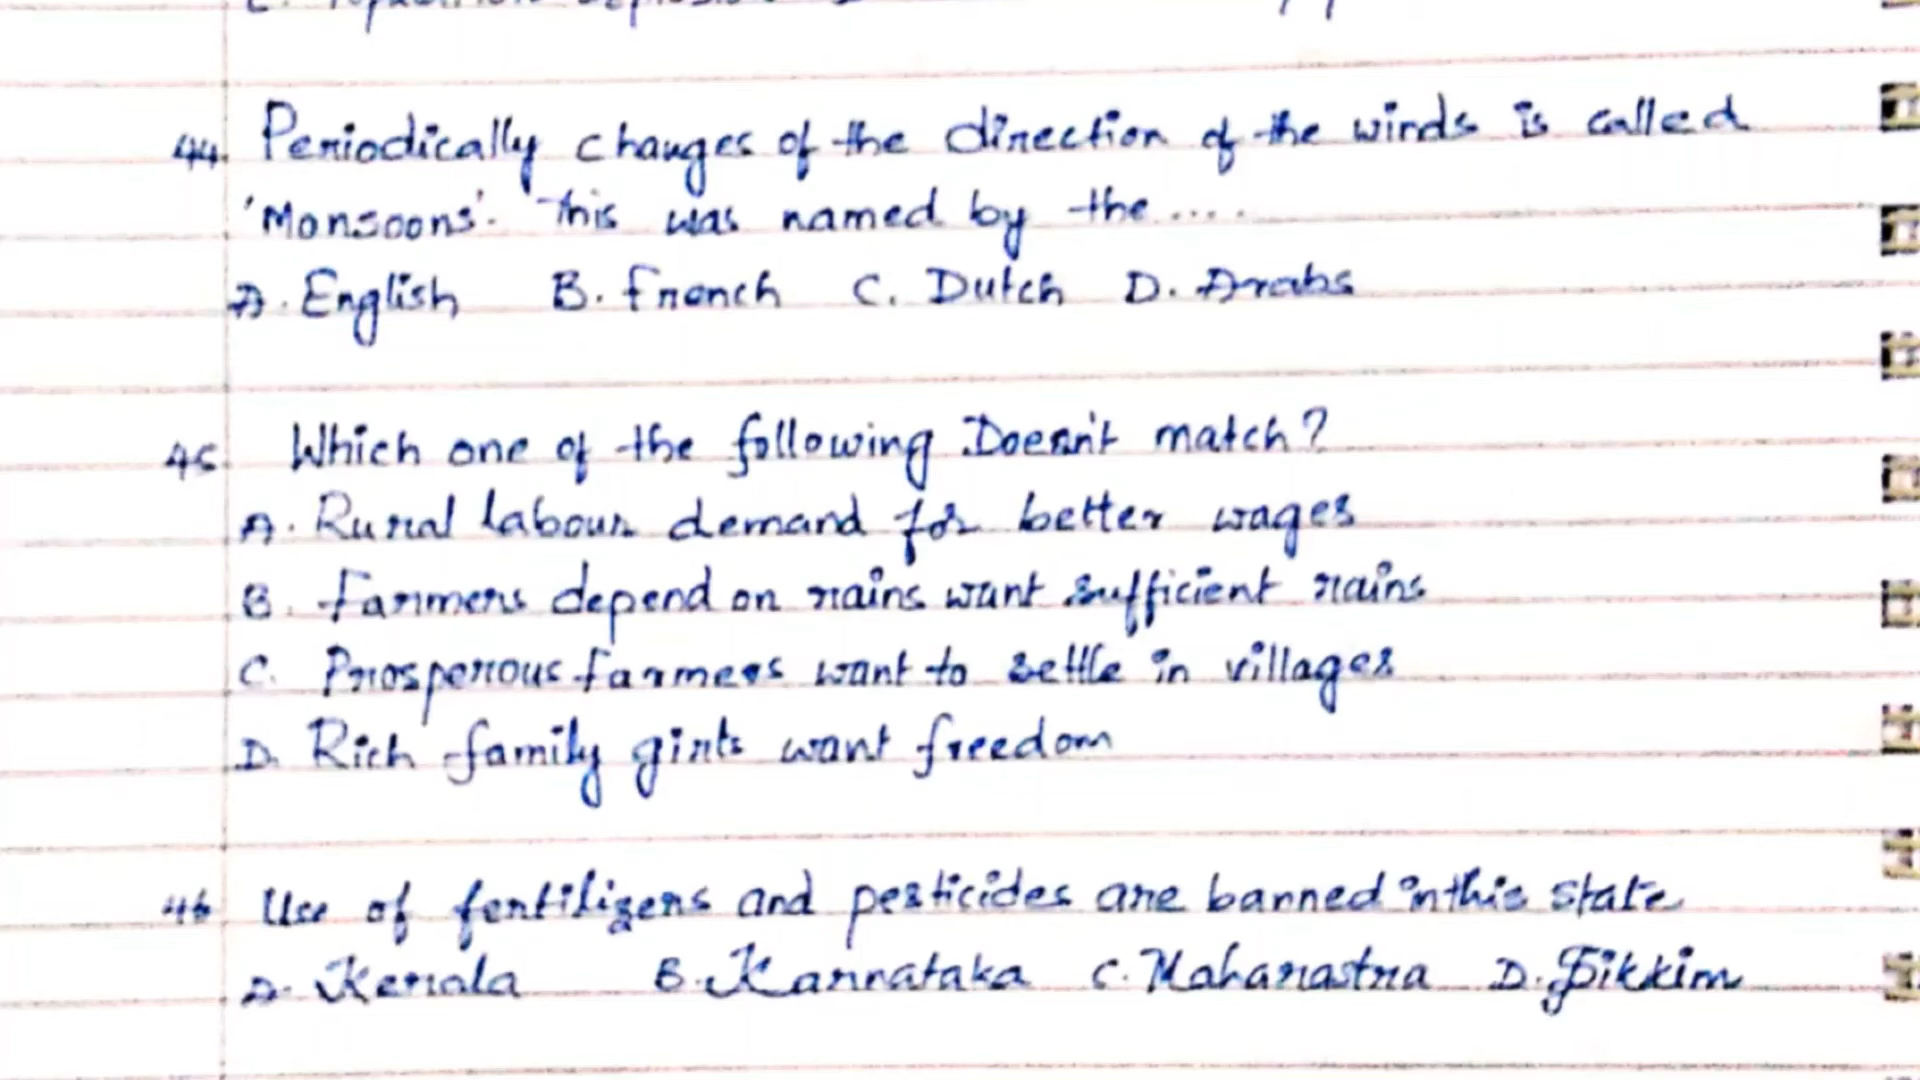 44. Periodically changes of the direction of the winds is called
'Monsoons'. This was named by the ....
A. English B. French C. Dutch D. Arabs
45. Which one of the following Doesn't match?
A. Rural labour demand for better wages
B. Farmers depend on rains want sufficient rains
C. Prosperous farmers want to settle in villages
D. Rich family girls want freedom
46 Use of fertilizers and pesticides are banned in this state
A. Kerala B. Karnataka C. Maharastra D. Sikkim